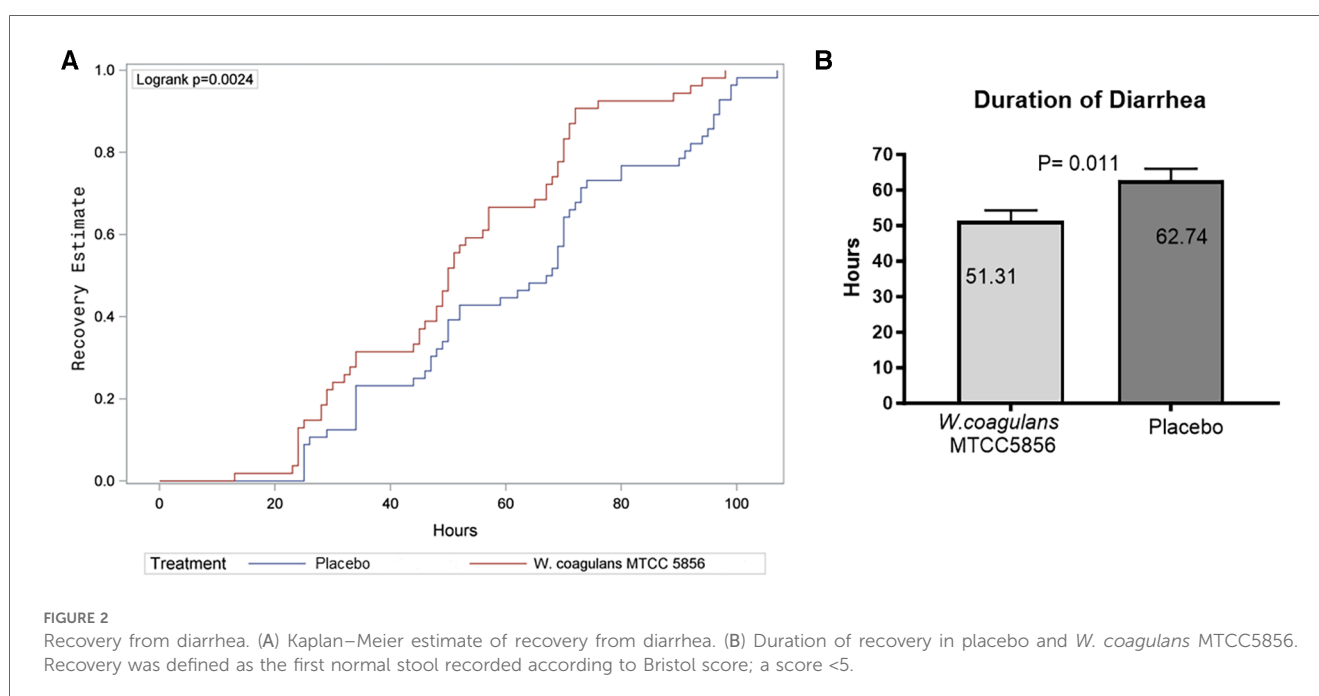 A
Logrank p=0.0024
1.0
0.8
0.6
0.4
0.2
0.0
Recovery Estimate
0 20 40 60 80 100
Hours
Treatment Placebo W. coagulans MTCC 5856
B
Duration of Diarrhea
P= 0.011
70
60
50
40
30
20
10
0
Hours
51.31
62.74
W.coagulans
MTCC5856
Placebo
FIGURE 2
Recovery from diarrhea. (A) Kaplan–Meier estimate of recovery from diarrhea. (B) Duration of recovery in placebo and W. coagulans MTCC5856.
Recovery was defined as the first normal stool recorded according to Bristol score; a score <5.